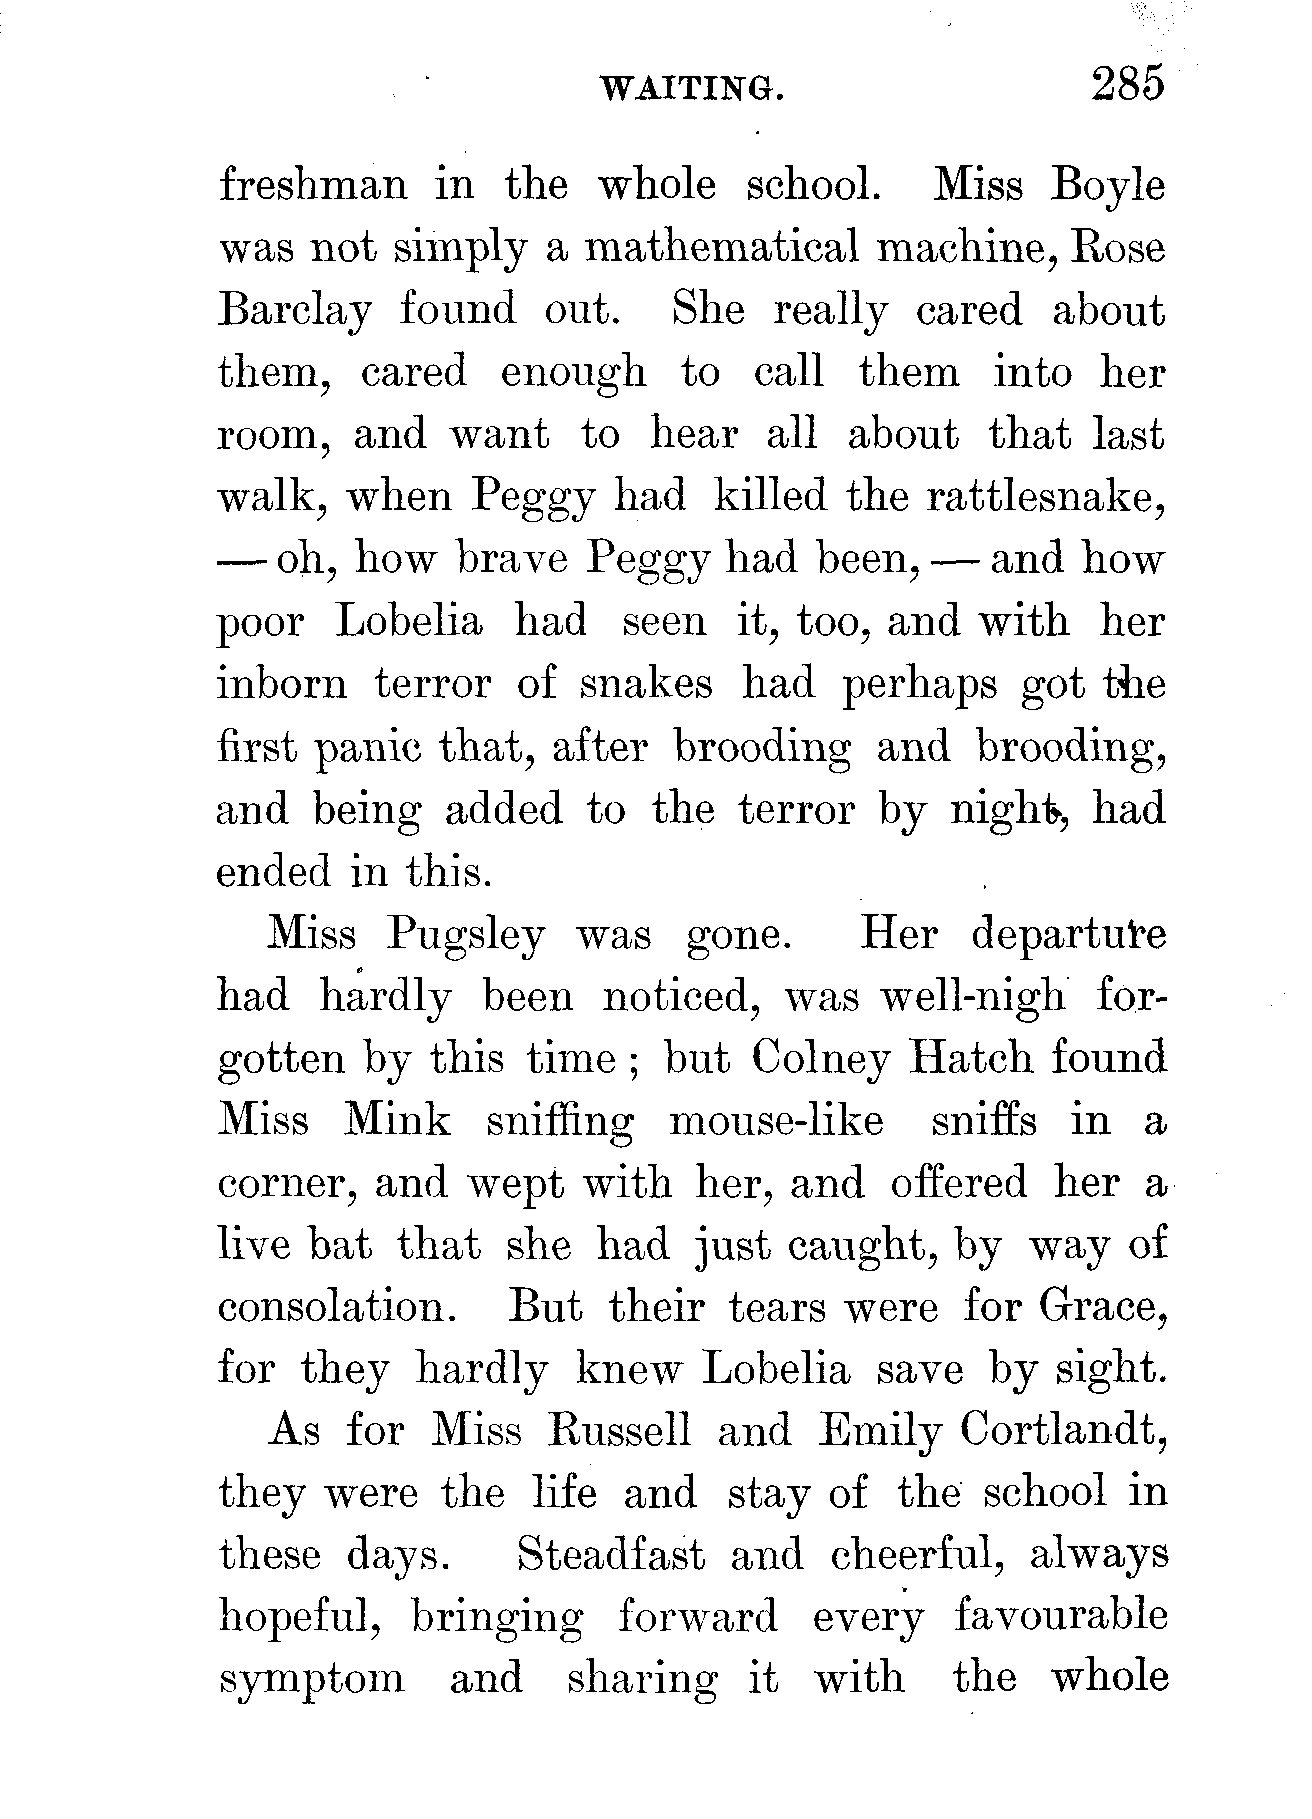 WAITING. 285
freshman in the whole school. Miss Boyle
was not simply a mathematical machine, Rose
Barclay found out. She really cared about
them, cared enough to call them into her
room, and want to hear all about that last
walk, when Peggy had killed the rattlesnake,
— oh, how brave Peggy had been, — and how
poor Lobelia had seen it, too, and with her
inborn terror of snakes had perhaps got the
first panic that, after brooding and brooding,
and being added to the terror by night, had
ended in this.
Miss Pugsley was gone. Her departure
had hardly been noticed, was well-nigh for-
gotten by this time ; but Colney Hatch found
Miss Mink sniffing mouse-like sniffs in a
corner, and wept with her, and offered her a
live bat that she had just caught, by way of
consolation. But their tears were for Grace,
for they hardly knew Lobelia save by sight.
As for Miss Russell and Emily Cortlandt,
they were the life and stay of the school in
these days. Steadfast and cheerful, always
hopeful, bringing forward every favourable
symptom and sharing it with the whole